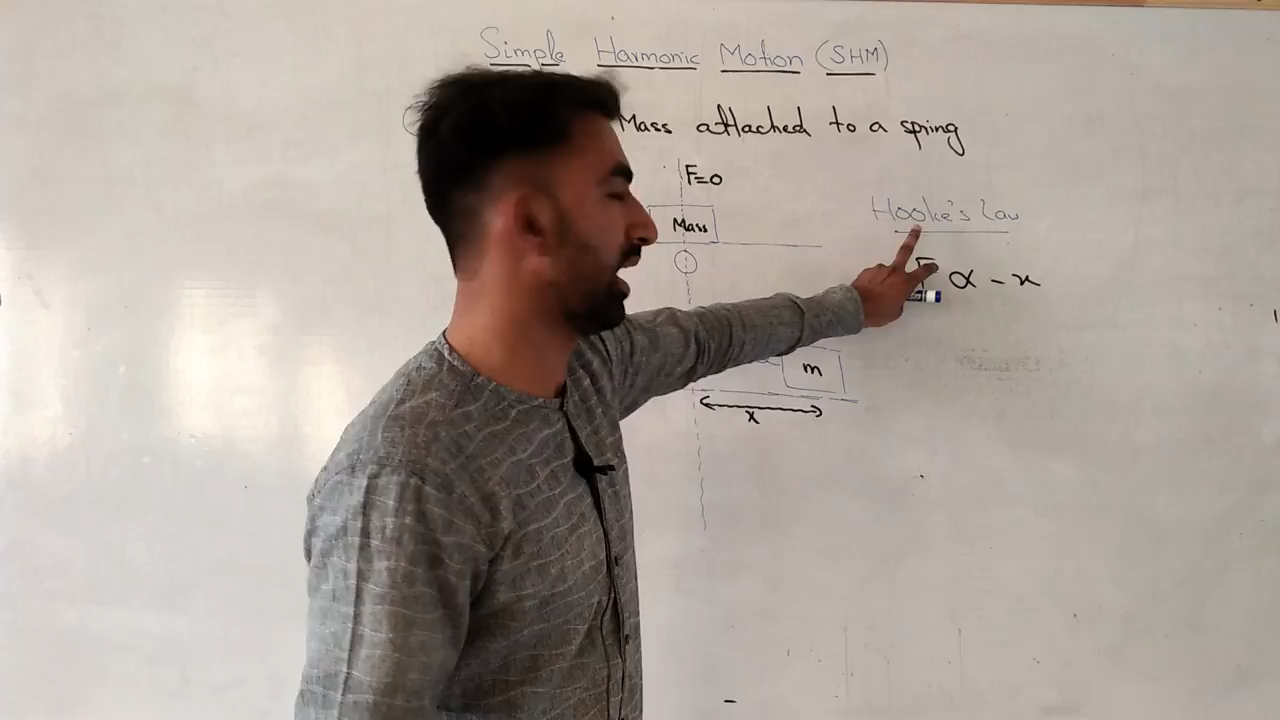 Simple Harmonic Motion (SHM)
Mass attached to a spring
F=0
Mass
Hooke's Law
F α - x
m
x